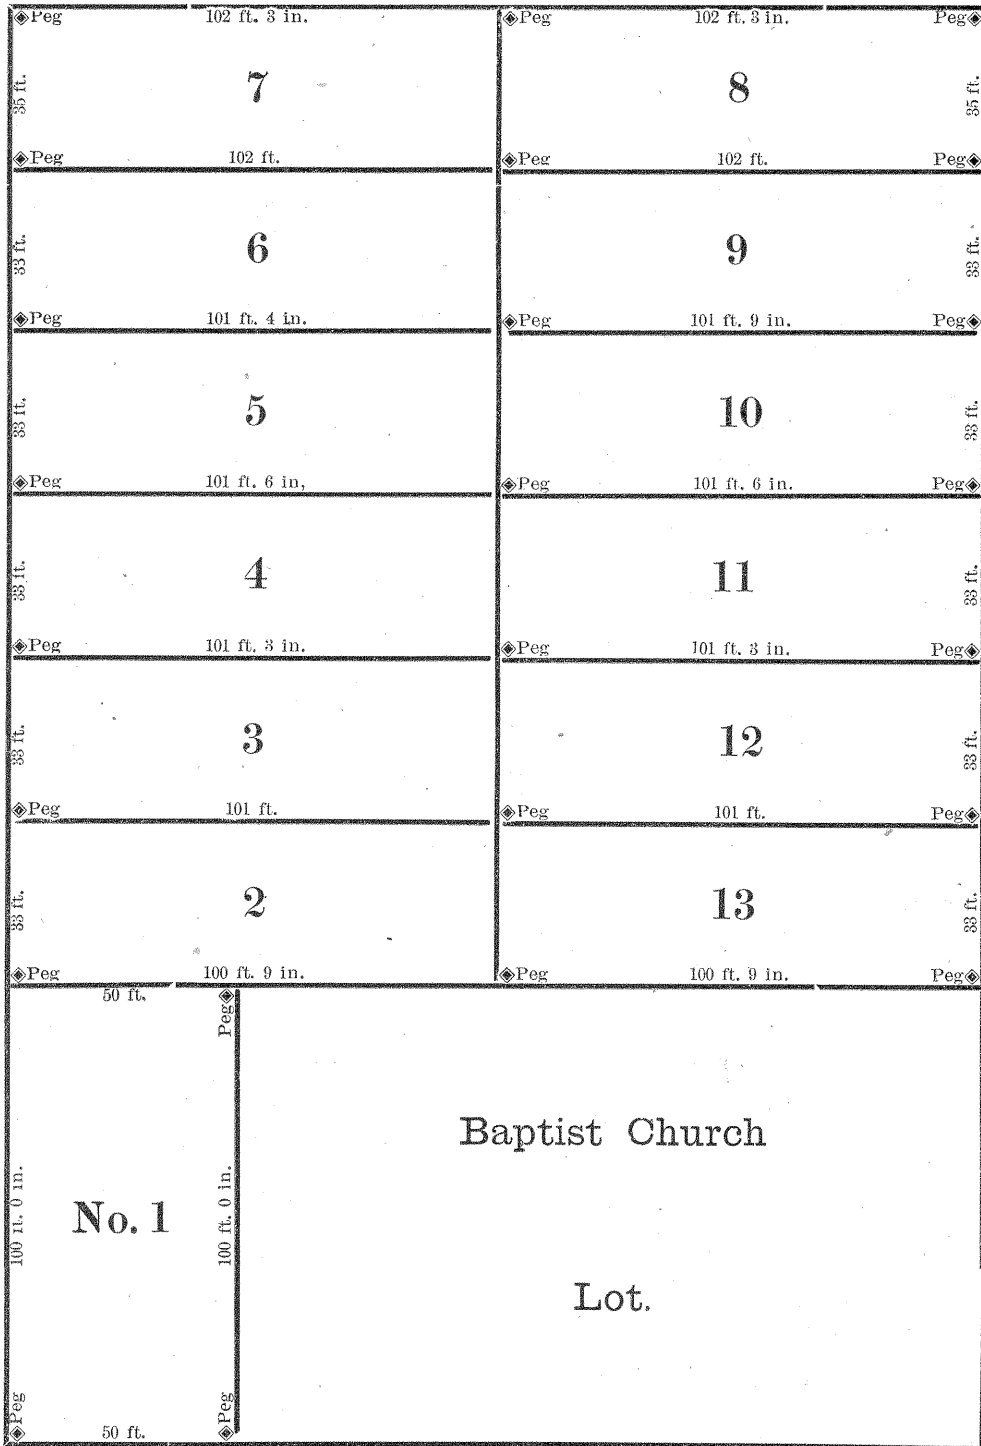 ◈Peg 102 ft. 3 in. ◈Peg 102 ft. 3 in. Peg◈
35 ft. 7 8 35 ft.
◈Peg 102 ft. ◈Peg 102 ft. Peg◈
33 ft. 6 9 33 ft.
◈Peg 101 ft. 4 in. ◈Peg 101 ft. 9 in. Peg◈
33 ft. 5 10 33 ft.
◈Peg 101 ft. 6 in, ◈Peg 101 ft. 6 in. Peg◈
33 ft. 4 11 33 ft.
◈Peg 101 ft. 3 in. ◈Peg 101 ft. 3 in. Peg◈
33 ft. 3 12 33 ft.
◈Peg 101 ft. ◈Peg 101 ft. Peg◈
33 ft. 2 13 33 ft.
◈Peg 100 ft. 9 in. ◈Peg 100 ft. 9 in. Peg◈
50 ft. Peg◈
100 ft. 0 in. No. 1 100 ft. 0 in.
Baptist Church
Lot.
◈Peg 50 ft. ◈Peg